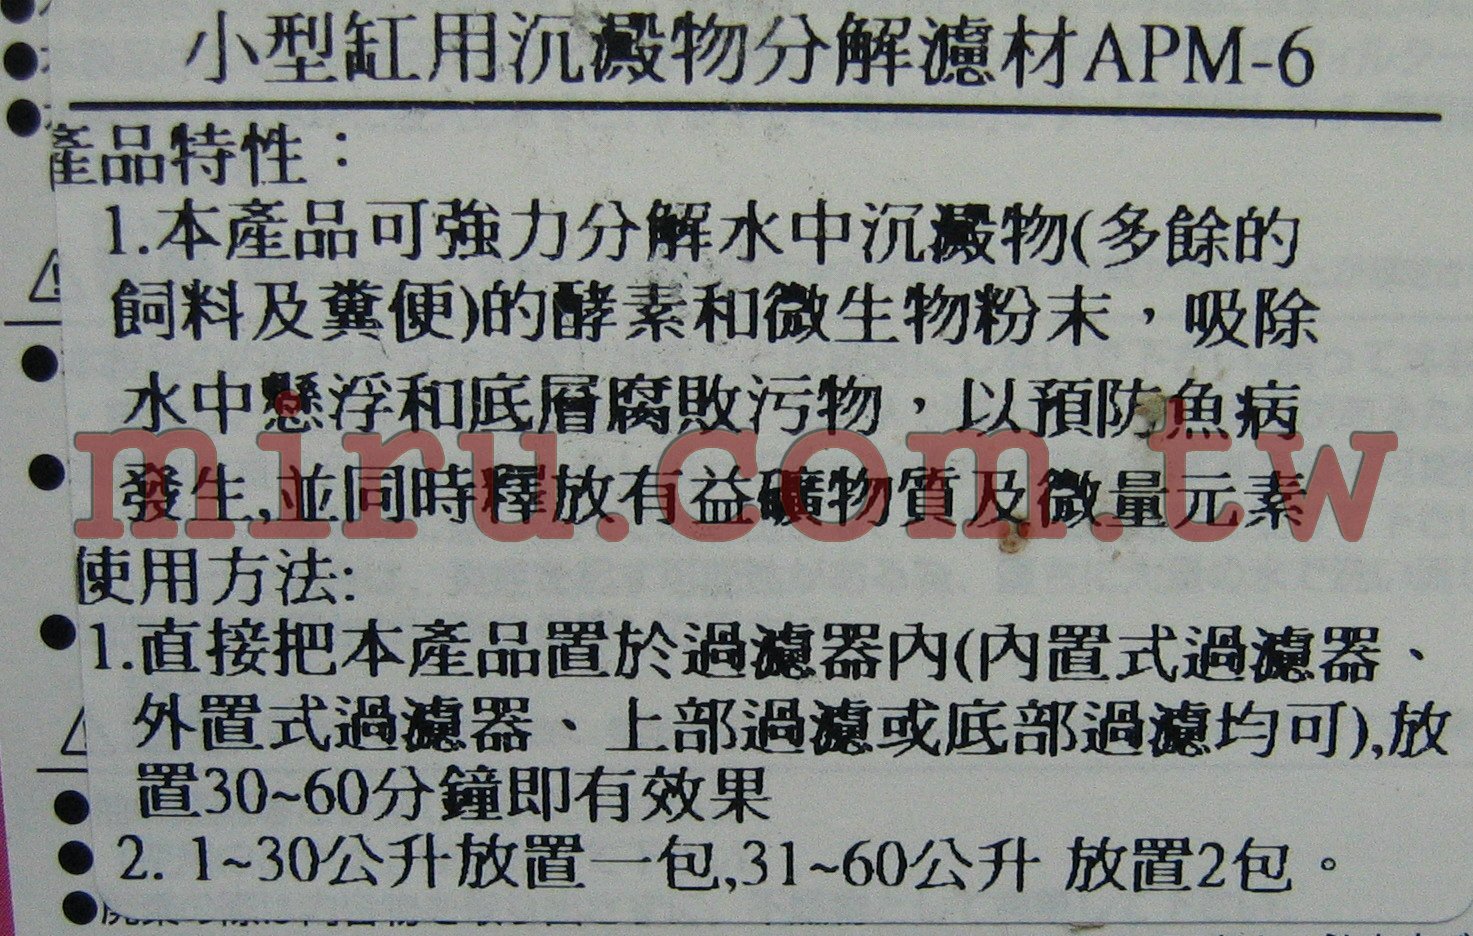 小型缸用沉澱物分解濾材APM-6
產品特性：
1.本產品可強力分解水中沉澱物(多餘的
飼料及糞便)的酵素和微生物粉末，吸除
水中懸浮和底層腐敗污物，以預防魚病
發生,並同時釋放有益礦物質及微量元素
miru.com.tw
使用方法:
1.直接把本產品置於過濾器內(內置式過濾器、
外置式過濾器、上部過濾或底部過濾均可),放
置30~60分鐘即有效果
2. 1~30公升放置一包,31~60公升 放置2包。